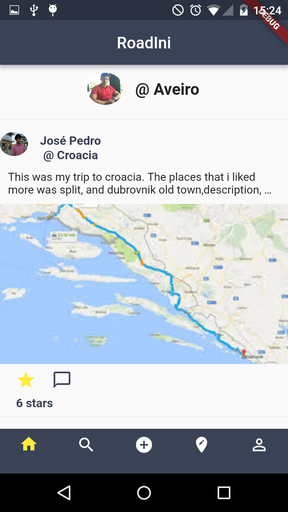 15:24
DEBUG
RoadIni
@ Aveiro
José Pedro
@ Croacia
This was my trip to croacia. The places that i liked
more was split, and dubrovnik old town,description, ...
6 stars